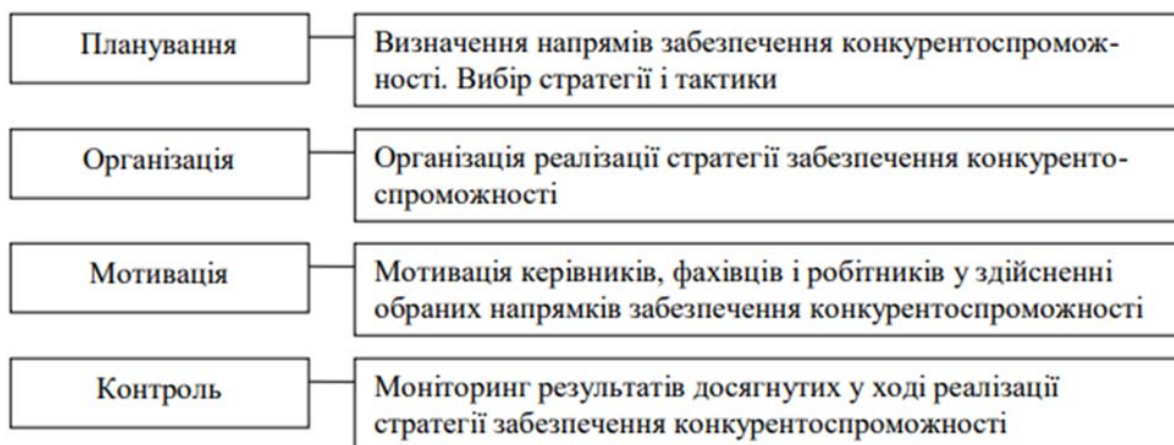 Планування
Визначення напрямів забезпечення конкурентоспромож-
ності. Вибір стратегії і тактики
Організація
Організація реалізації стратегії забезпечення конкуренто-
спроможності
Мотивація
Мотивація керівників, фахівців і робітників у здійсненні
обраних напрямків забезпечення конкурентоспроможності
Контроль
Моніторинг результатів досягнутих у ході реалізації
стратегії забезпечення конкурентоспроможності